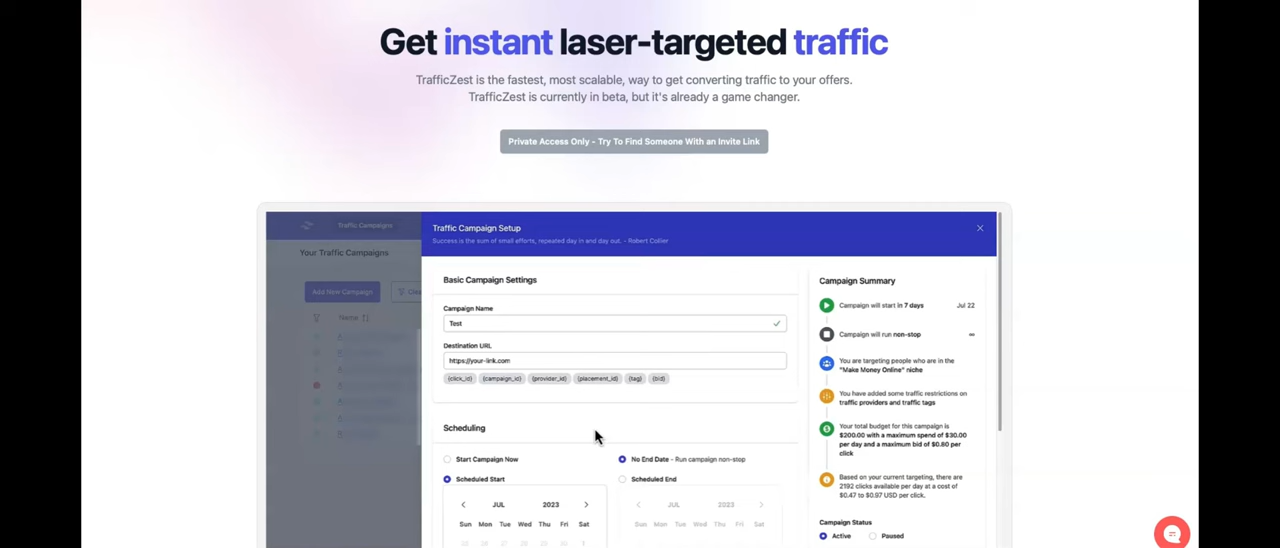 Get instant laser-targeted traffic
TrafficZest is the fastest, most scalable, way to get converting traffic to your offers.
TrafficZest is currently in beta, but it's already a game changer.
Private Access Only - Try To Find Someone With an Invite Link
Traffic Campaigns
Your Traffic Campaigns
Add New Campaign
Name
Traffic Campaign Setup
Success is the sum of small efforts, repeated day in and day out. - Robert Collier
Basic Campaign Settings
Campaign Name
Test
Destination URL
https://your-link.com
{click_id} {campaign_id} {provider_id} {placement_id} {tag} {bid}
Scheduling
Start Campaign Now
No End Date - Run campaign non-stop
Scheduled Start
Scheduled End
JUL 2023
Sun Mon Tue Wed Thu Fri Sat
25 26 27 28 29 30 1
JUL 2023
Sun Mon Tue Wed Thu Fri Sat
Campaign Summary
Campaign will start in 7 days Jul 22
Campaign will run non-stop ∞
You are targeting people who are in the
"Make Money Online" niche
You have added some traffic restrictions on
traffic providers and traffic tags
Your total budget for this campaign is
$200.00 with a maximum spend of $30.00
per day and a maximum bid of $0.80 per
click
Based on your current targeting, there are
2192 clicks available per day at a cost of
$0.47 to $0.97 USD per click.
Campaign Status
Active Paused